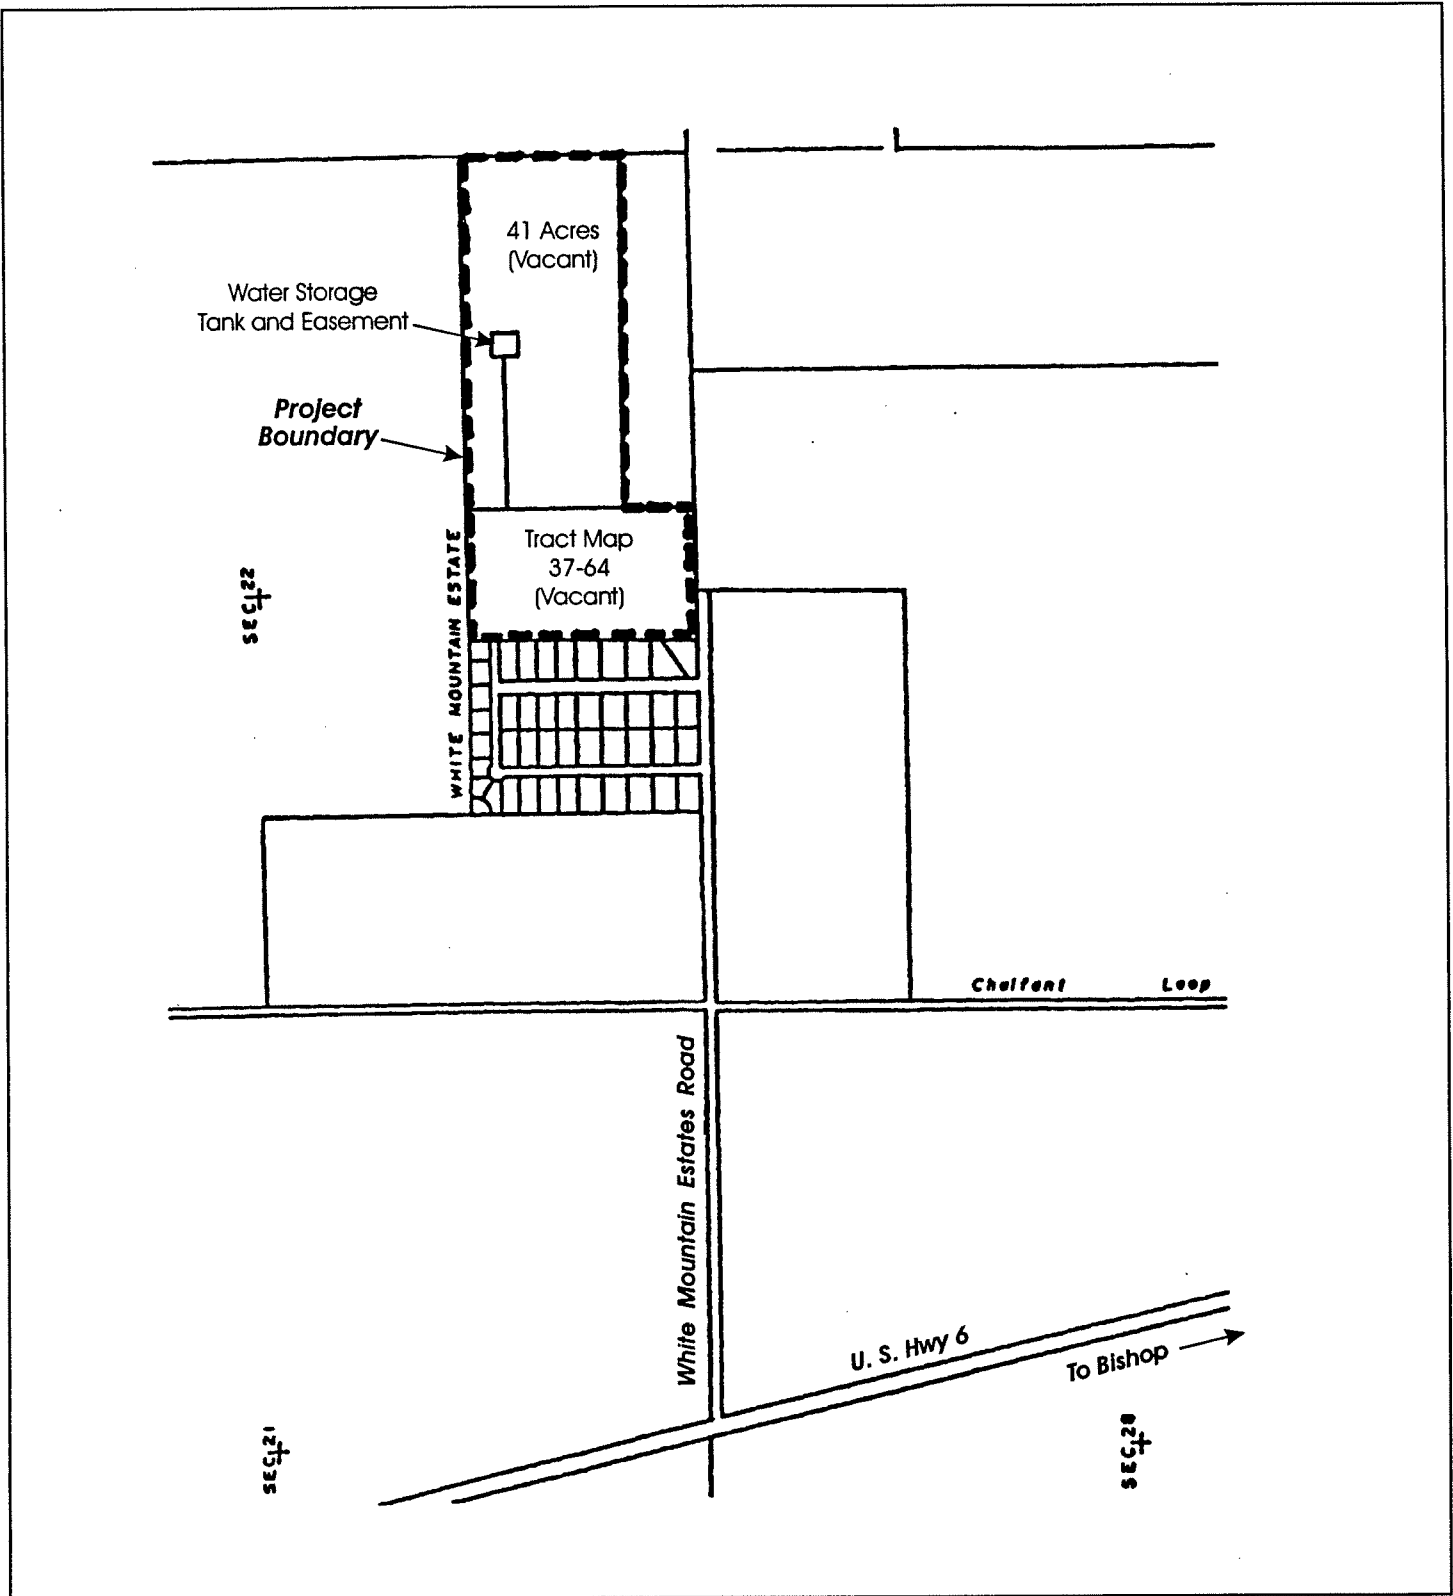 41 Acres
(Vacant)
Water Storage
Tank and Easement
Project
Boundary
Tract Map
37-64
(Vacant)
WHITE MOUNTAIN ESTATE
SEC 22
Chalfant Loop
White Mountain Estates Road
U. S. Hwy 6
To Bishop
SEC 21
SEC 28